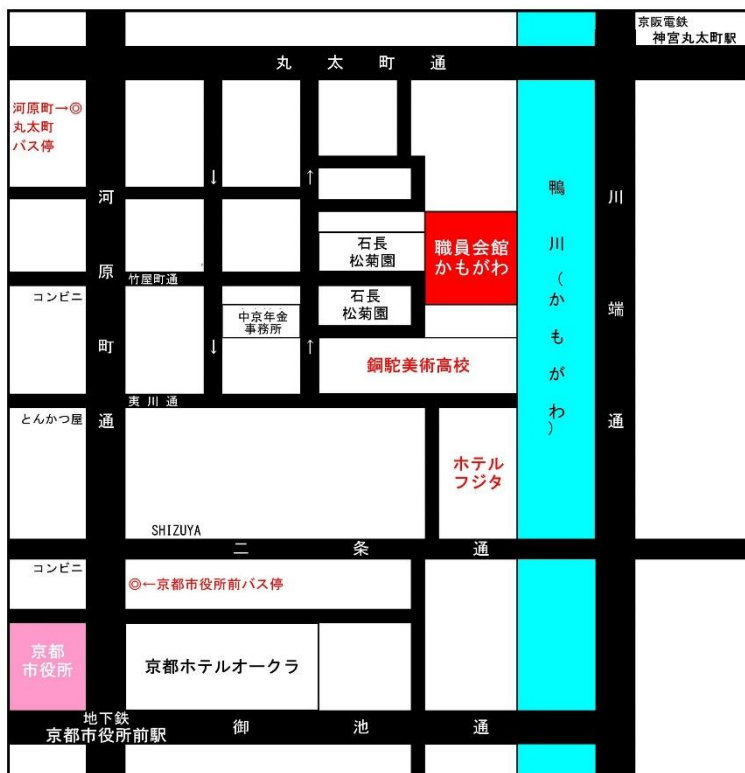 京阪電鉄
神宮丸太町駅
丸太町通
河原町→◎
丸太町
バス停
↓
↑
河原町通
鴨川(かもがわ)
川端通
石長
松菊園
職員会館
かもがわ
竹屋町通
コンビニ
石長
松菊園
中京年金
事務所
↓
↑
銅駝美術高校
夷川通
とんかつ屋
ホテル
フジタ
SHIZUYA
二条通
コンビニ
◎←京都市役所前バス停
京都
市役所
京都ホテルオークラ
地下鉄
京都市役所前駅
御池通